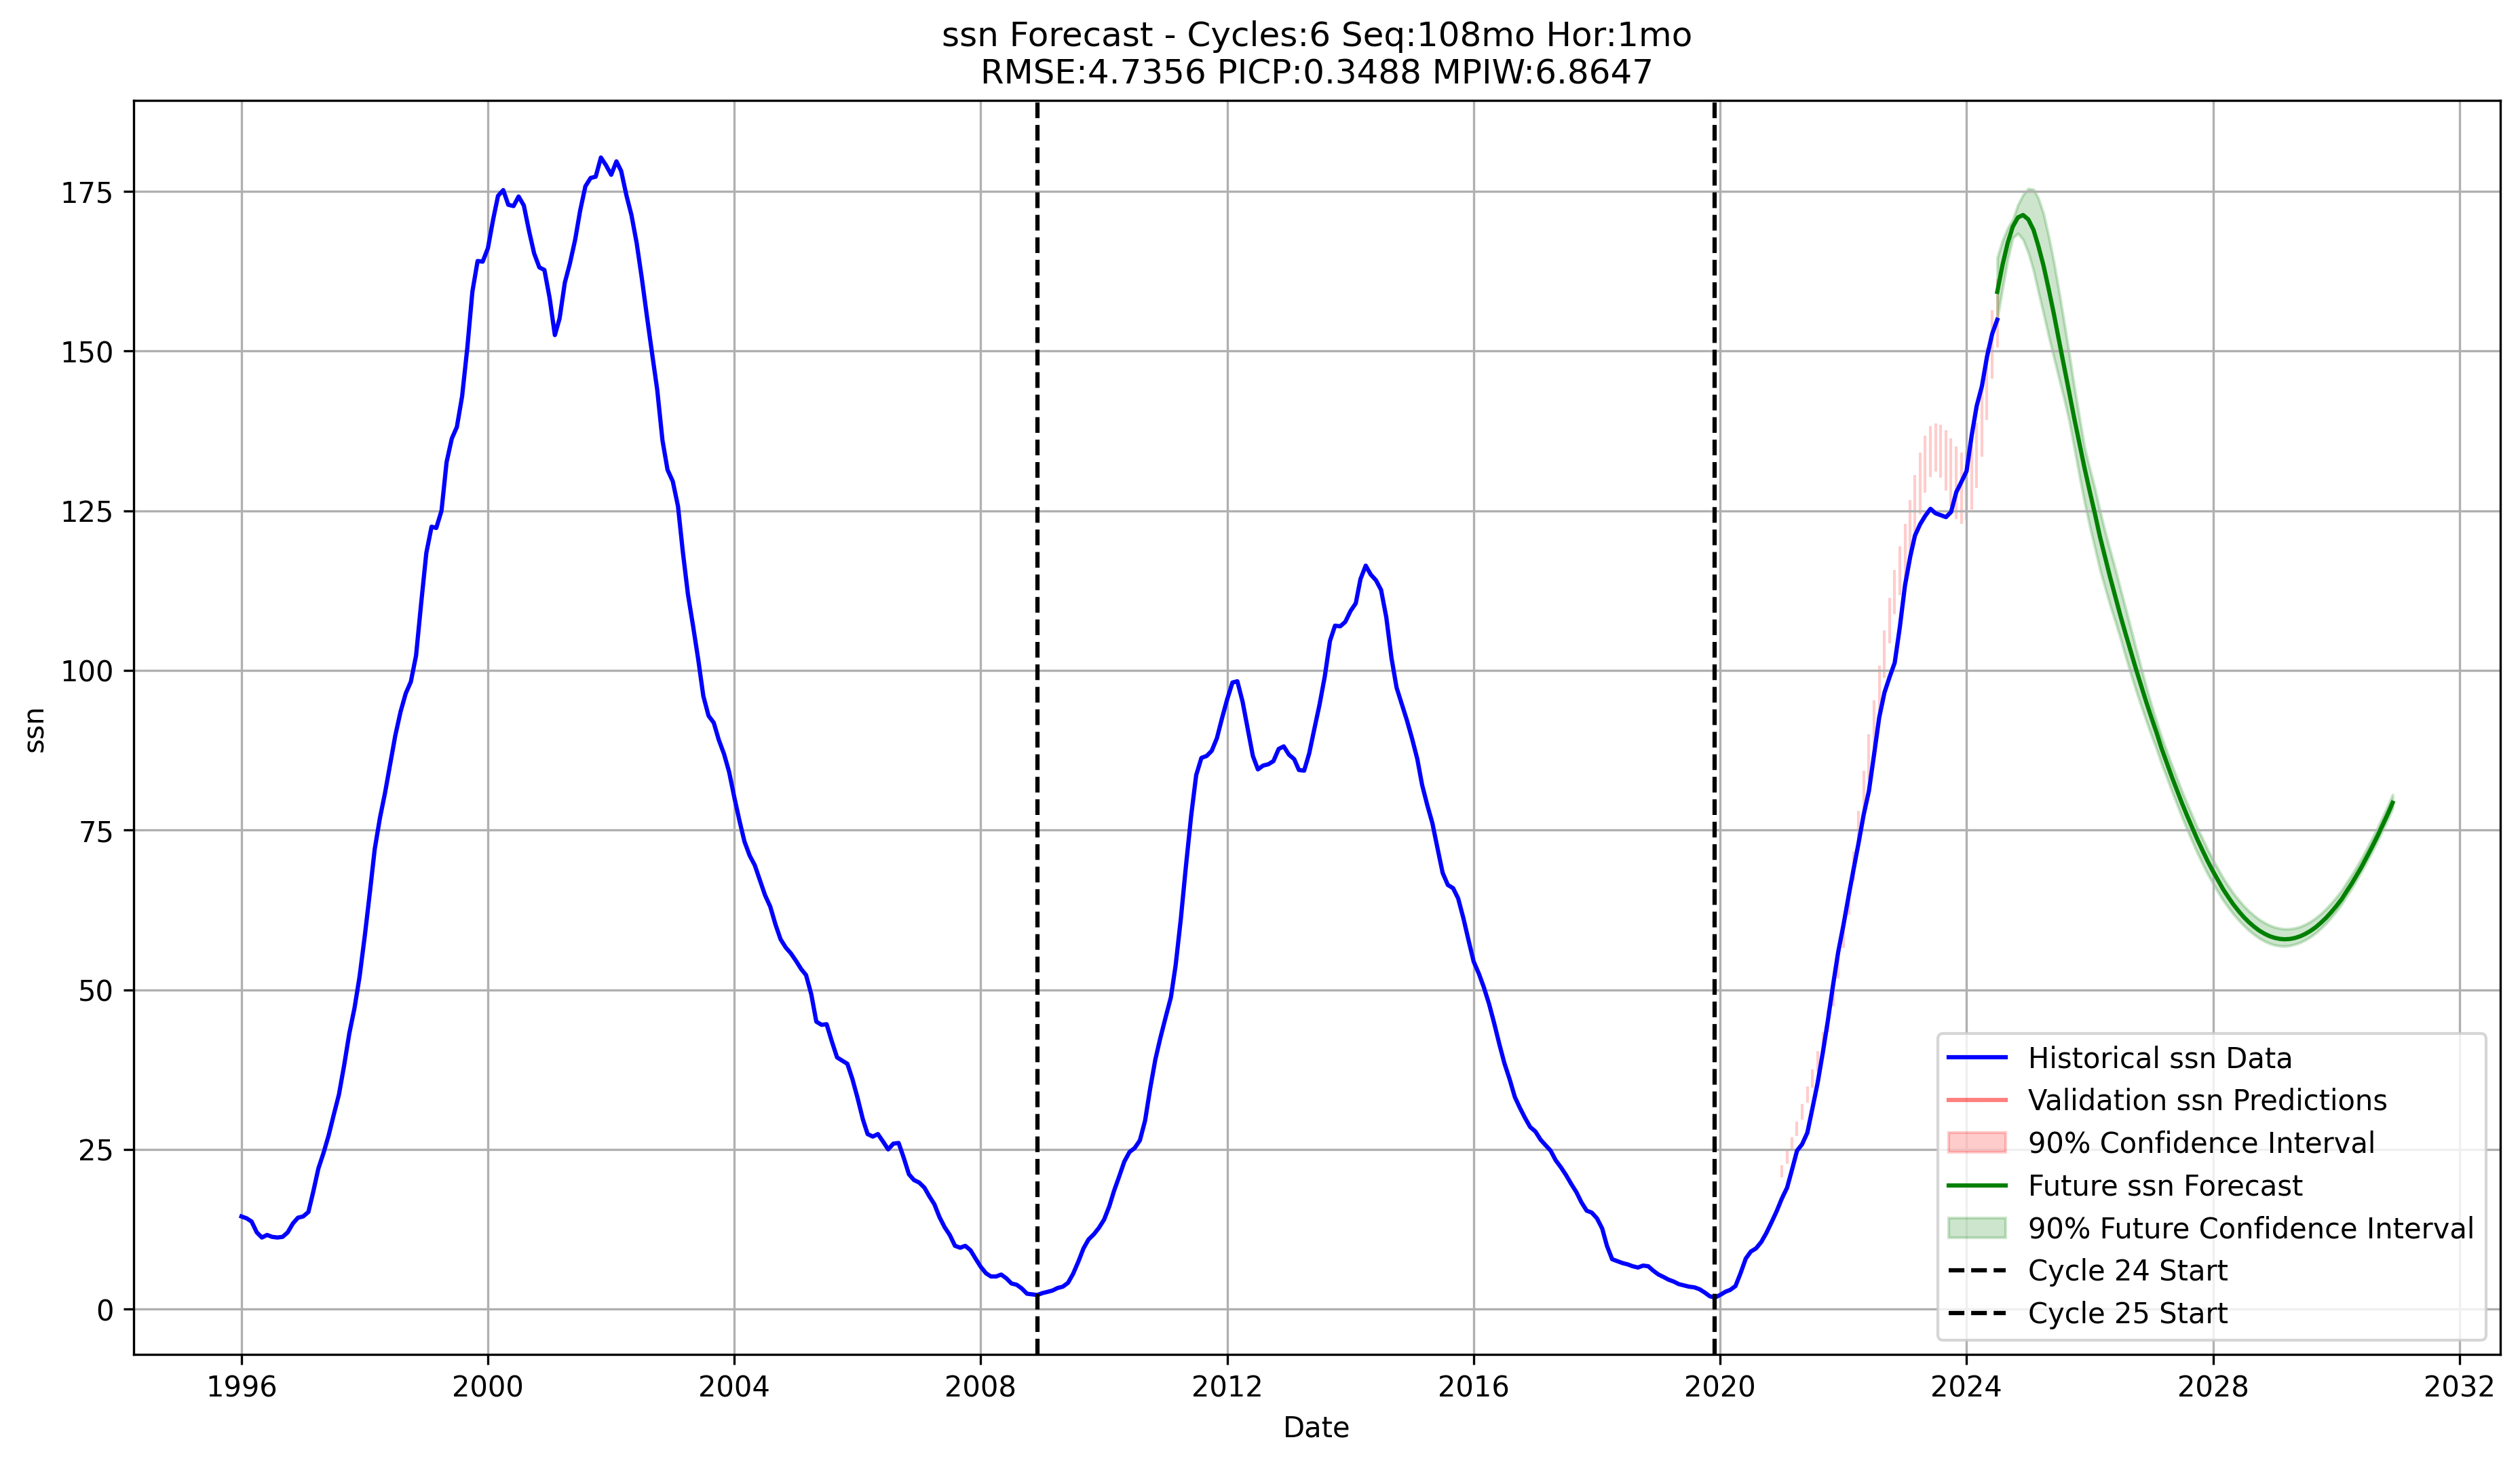 ssn Forecast - Cycles:6 Seq:108mo Hor:1mo
RMSE:4.7356 PICP:0.3488 MPIW:6.8647
175
150
125
100
75
50
25
0
ssn
Historical ssn Data
Validation ssn Predictions
90% Confidence Interval
Future ssn Forecast
90% Future Confidence Interval
Cycle 24 Start
Cycle 25 Start
1996 2000 2004 2008 2012 2016 2020 2024 2028 2032
Date